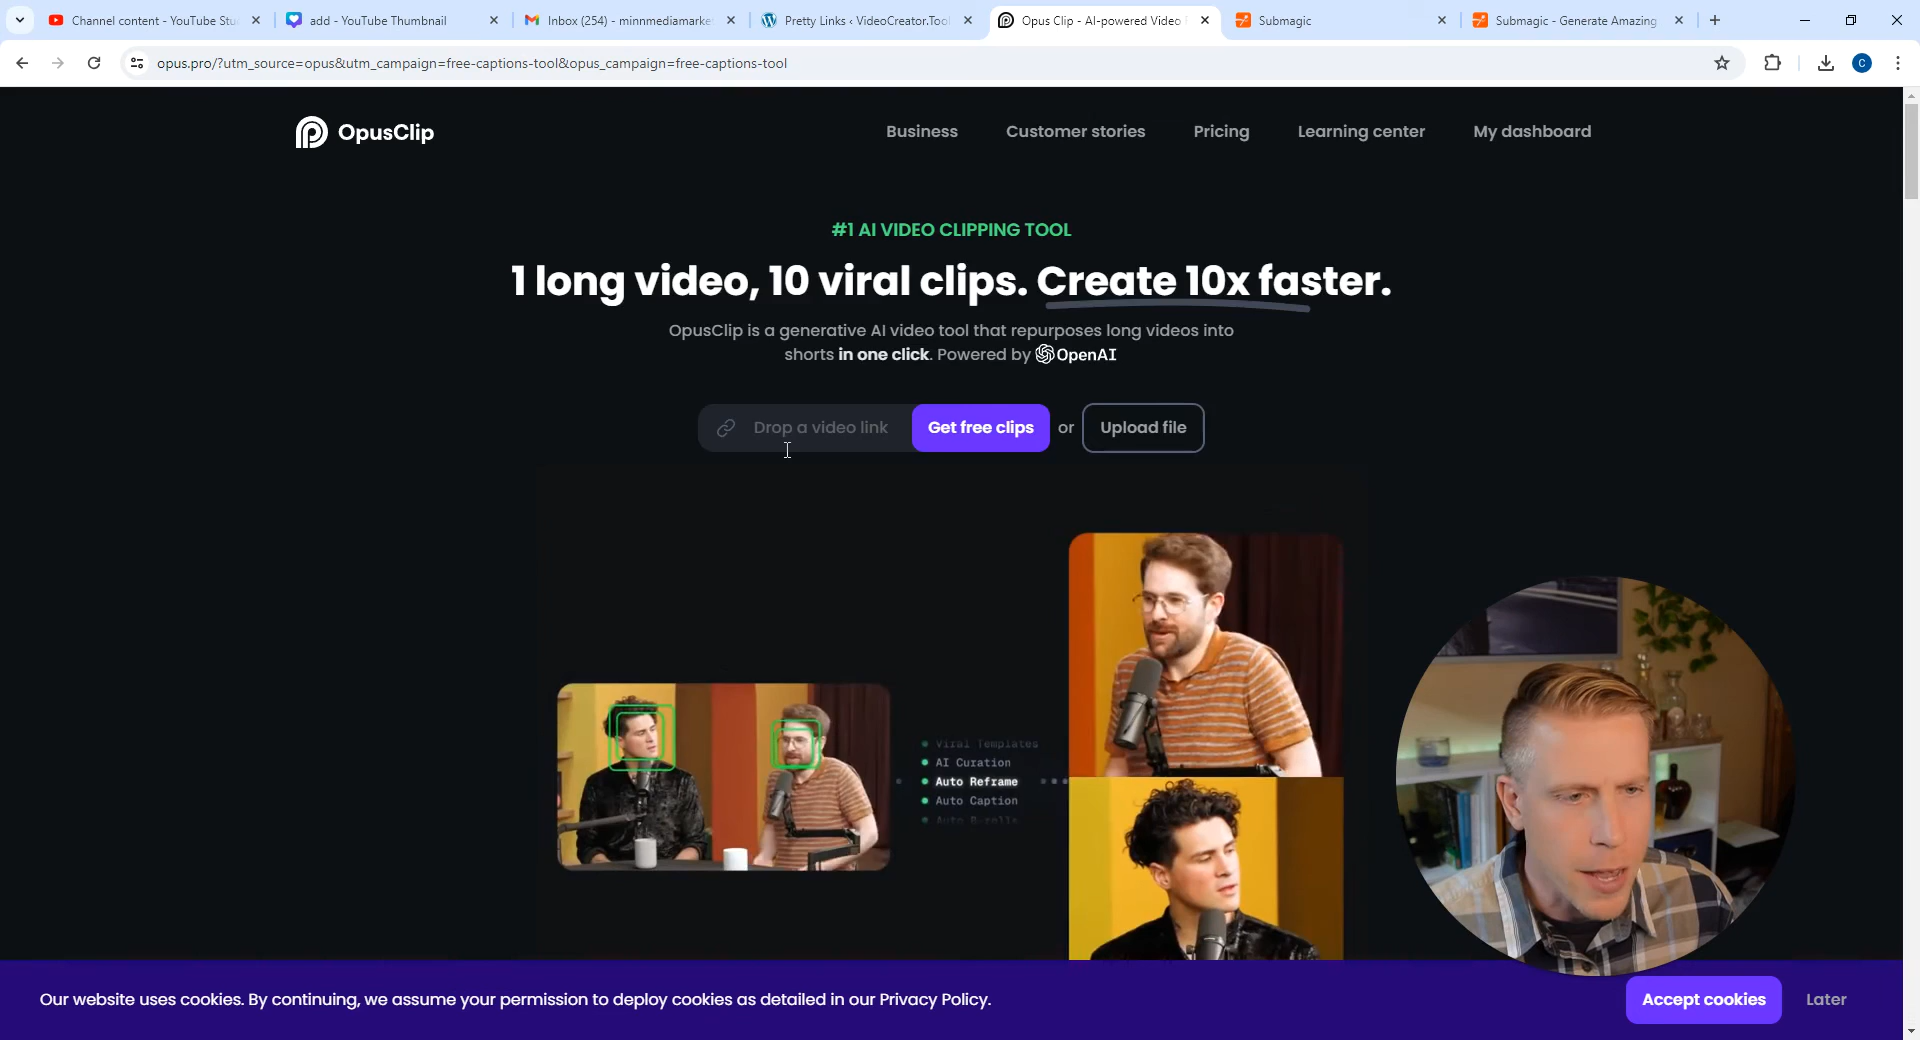 Channel content - YouTube Stu
add - YouTube Thumbnail
Inbox (254) - minnmediamarke
Pretty Links ‹ VideoCreator.Tool
Opus Clip - AI-powered Video
Submagic
Submagic - Generate Amazing
opus.pro/?utm_source=opus&utm_campaign=free-captions-tool&opus_campaign=free-captions-tool
C
OpusClip
Business
Customer stories
Pricing
Learning center
My dashboard
#1 AI VIDEO CLIPPING TOOL
1 long video, 10 viral clips. Create 10x faster.
OpusClip is a generative AI video tool that repurposes long videos into
shorts in one click. Powered by OpenAI
Drop a video link
Get free clips
or
Upload file
Viral Templates
AI Curation
Auto Reframe
Auto Caption
Auto B-rolls
Our website uses cookies. By continuing, we assume your permission to deploy cookies as detailed in our Privacy Policy.
Accept cookies
Later